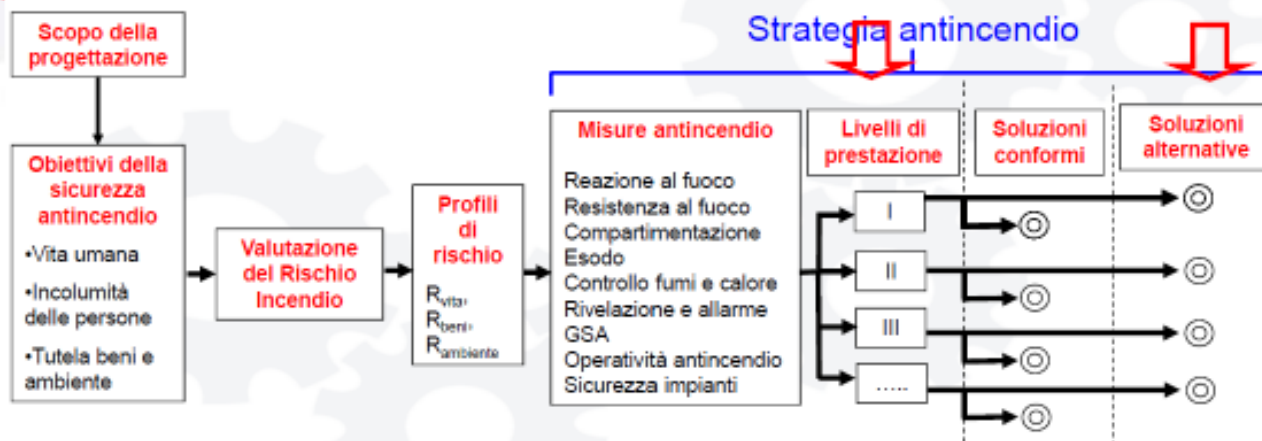 Strategia antincendio
Scopo della
progettazione
Obiettivi della
sicurezza
antincendio
•Vita umana
•Incolumità
delle persone
•Tutela beni e
ambiente
Valutazione
del Rischio
Incendio
Profili
di
rischio
Rvita,
Rbeni,
Rambiente
Misure antincendio
Reazione al fuoco
Resistenza al fuoco
Compartimentazione
Esodo
Controllo fumi e calore
Rivelazione e allarme
GSA
Operatività antincendio
Sicurezza impianti
Livelli di
prestazione
I
II
III
.....
Soluzioni
conformi
Soluzioni
alternative